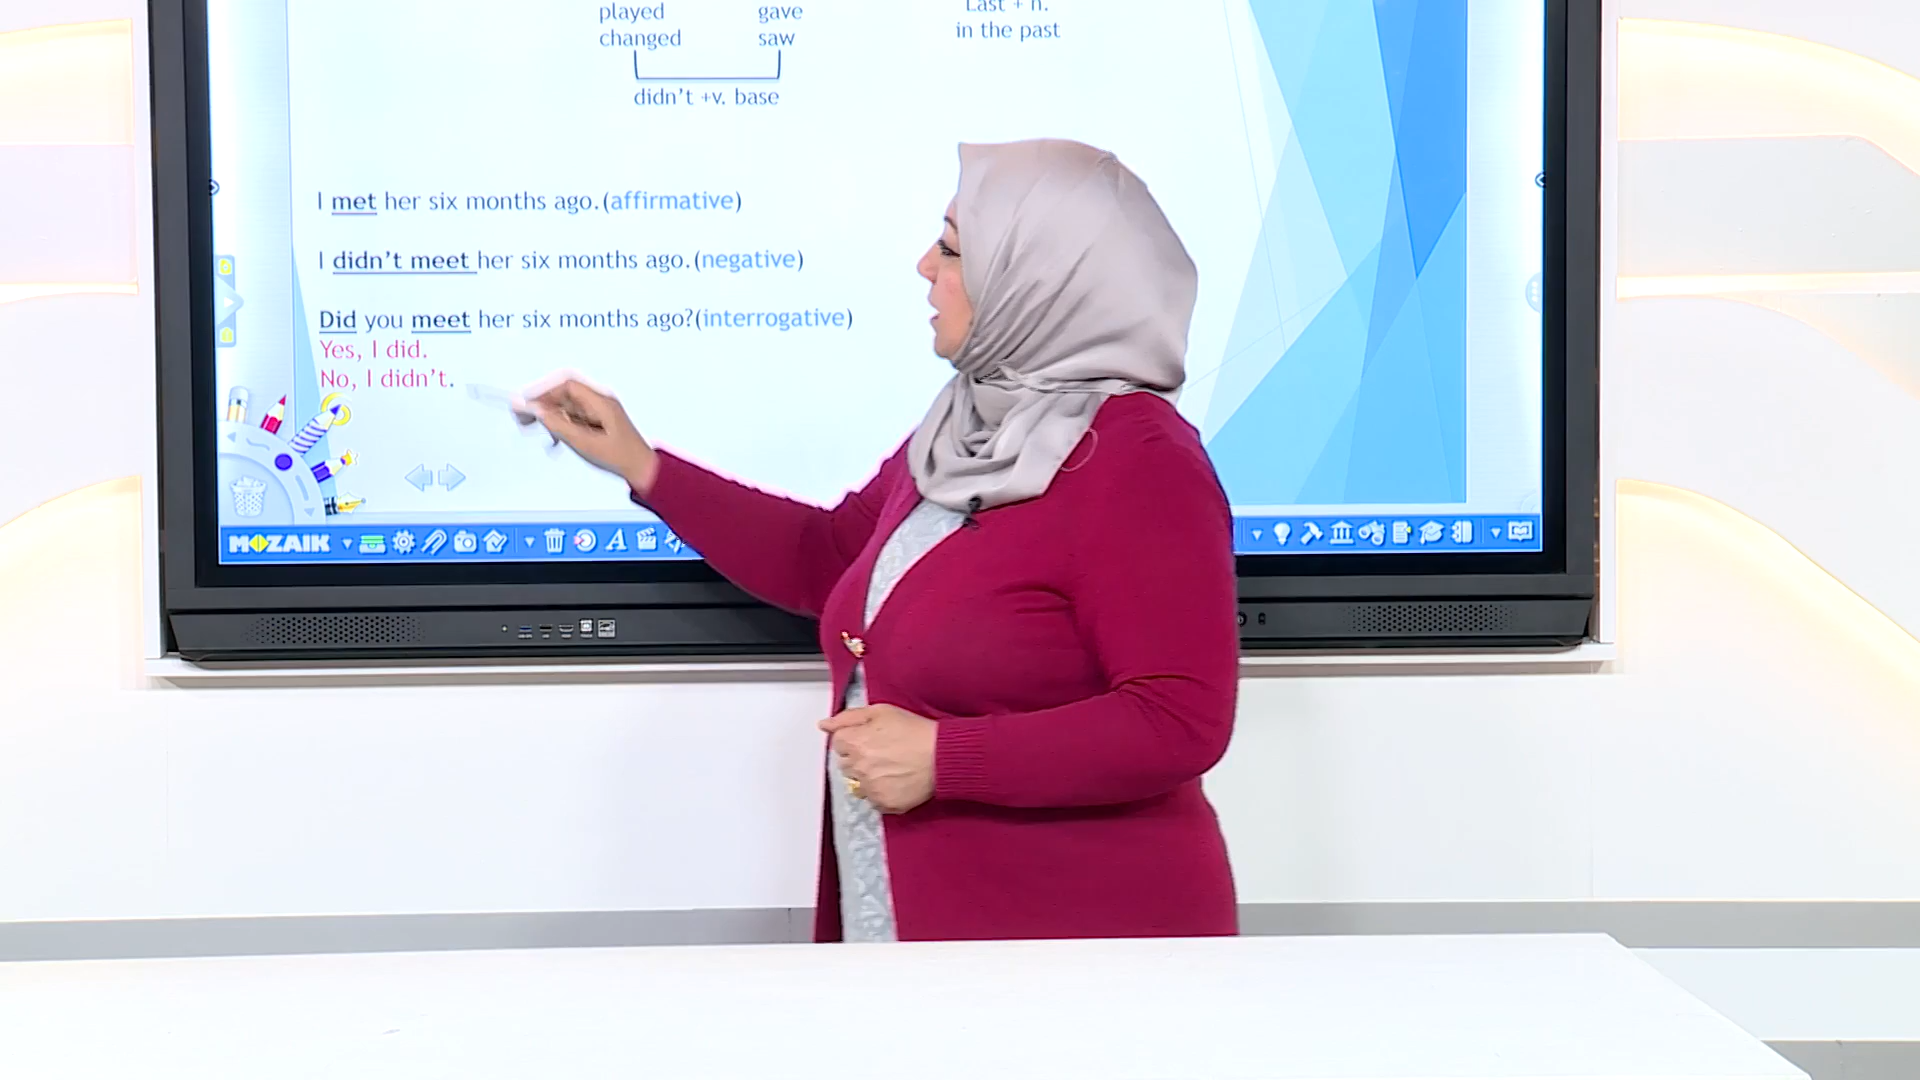 played gave Last + n.
changed saw in the past
didn't +v. base
I met her six months ago.(affirmative)
I didn't meet her six months ago.(negative)
Did you meet her six months ago?(interrogative)
Yes, I did.
No, I didn't.
MOZAIK